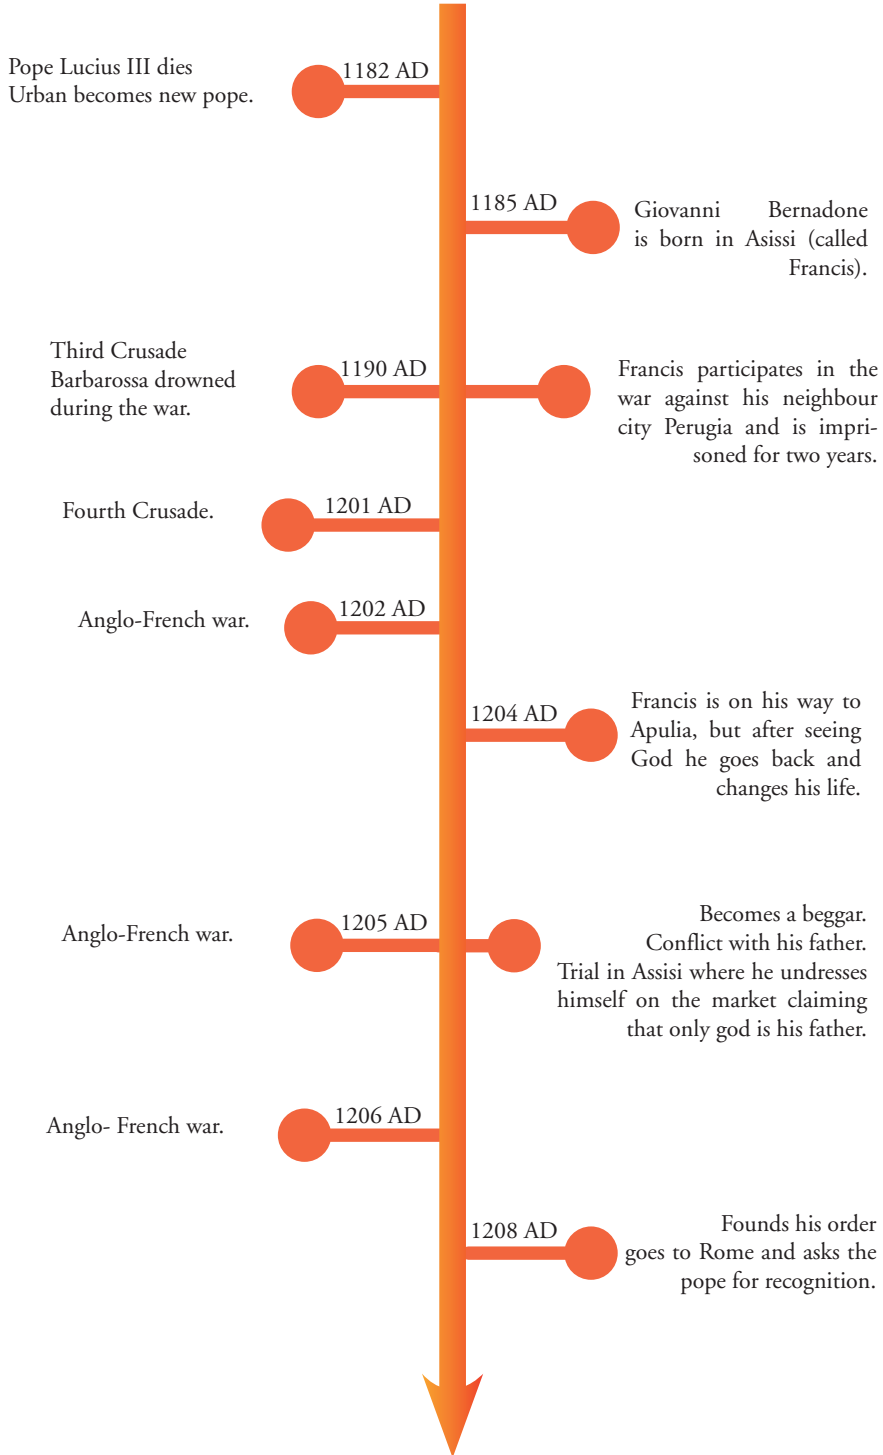 Pope Lucius III dies
Urban becomes new pope.
1182 AD
1185 AD
Giovanni Bernadone
is born in Asissi (called
Francis).
Third Crusade
Barbarossa drowned
during the war.
1190 AD
Francis participates in the
war against his neighbour
city Perugia and is impri-
soned for two years.
Fourth Crusade.
1201 AD
Anglo-French war.
1202 AD
1204 AD
Francis is on his way to
Apulia, but after seeing
God he goes back and
changes his life.
Anglo-French war.
1205 AD
Becomes a beggar.
Conflict with his father.
Trial in Assisi where he undresses
himself on the market claiming
that only god is his father.
Anglo- French war.
1206 AD
1208 AD
Founds his order
goes to Rome and asks the
pope for recognition.